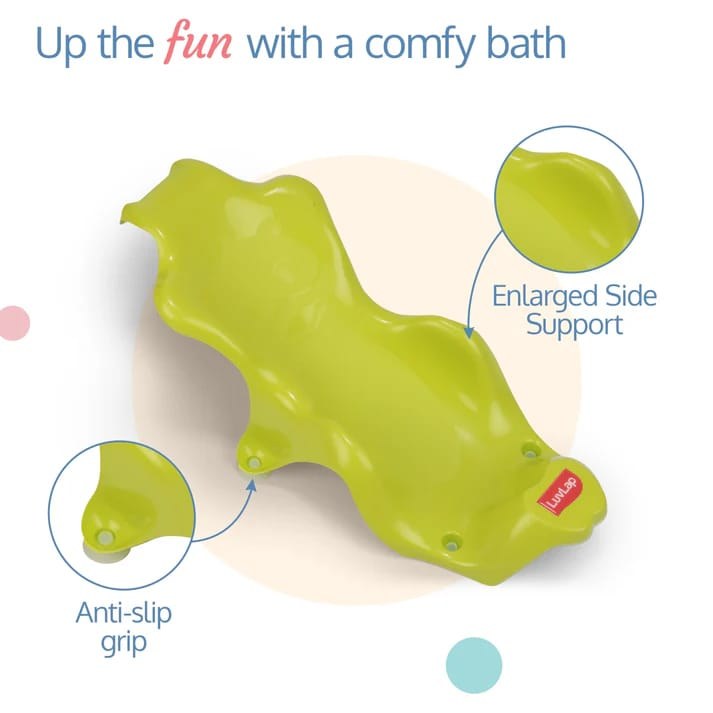 Up the fun with a comfy bath
Enlarged Side
Support
LuvLap
Anti-slip
grip